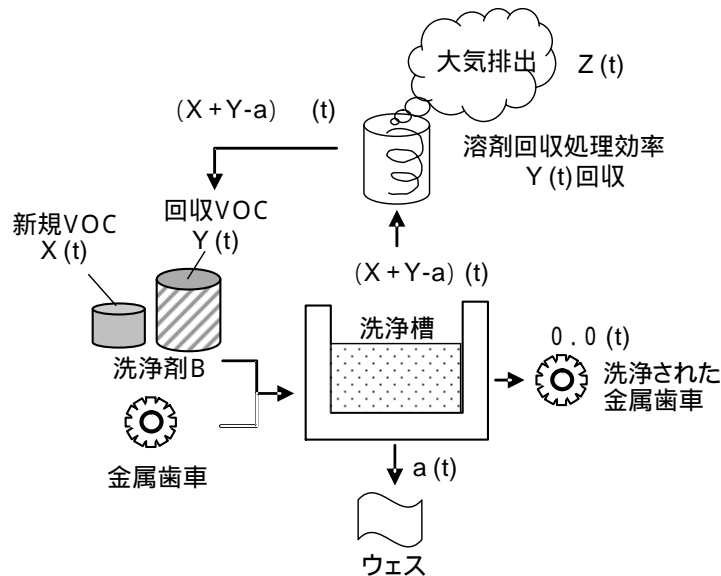 大気排出
Z (t)
(X + Y-a) (t)
溶剤回収処理効率
Y (t)回収
新規VOC
X (t)
回収VOC
Y (t)
(X + Y-a) (t)
洗浄槽
0.0 (t)
洗浄された
金属歯車
洗浄剤B
金属歯車
a (t)
ウェス